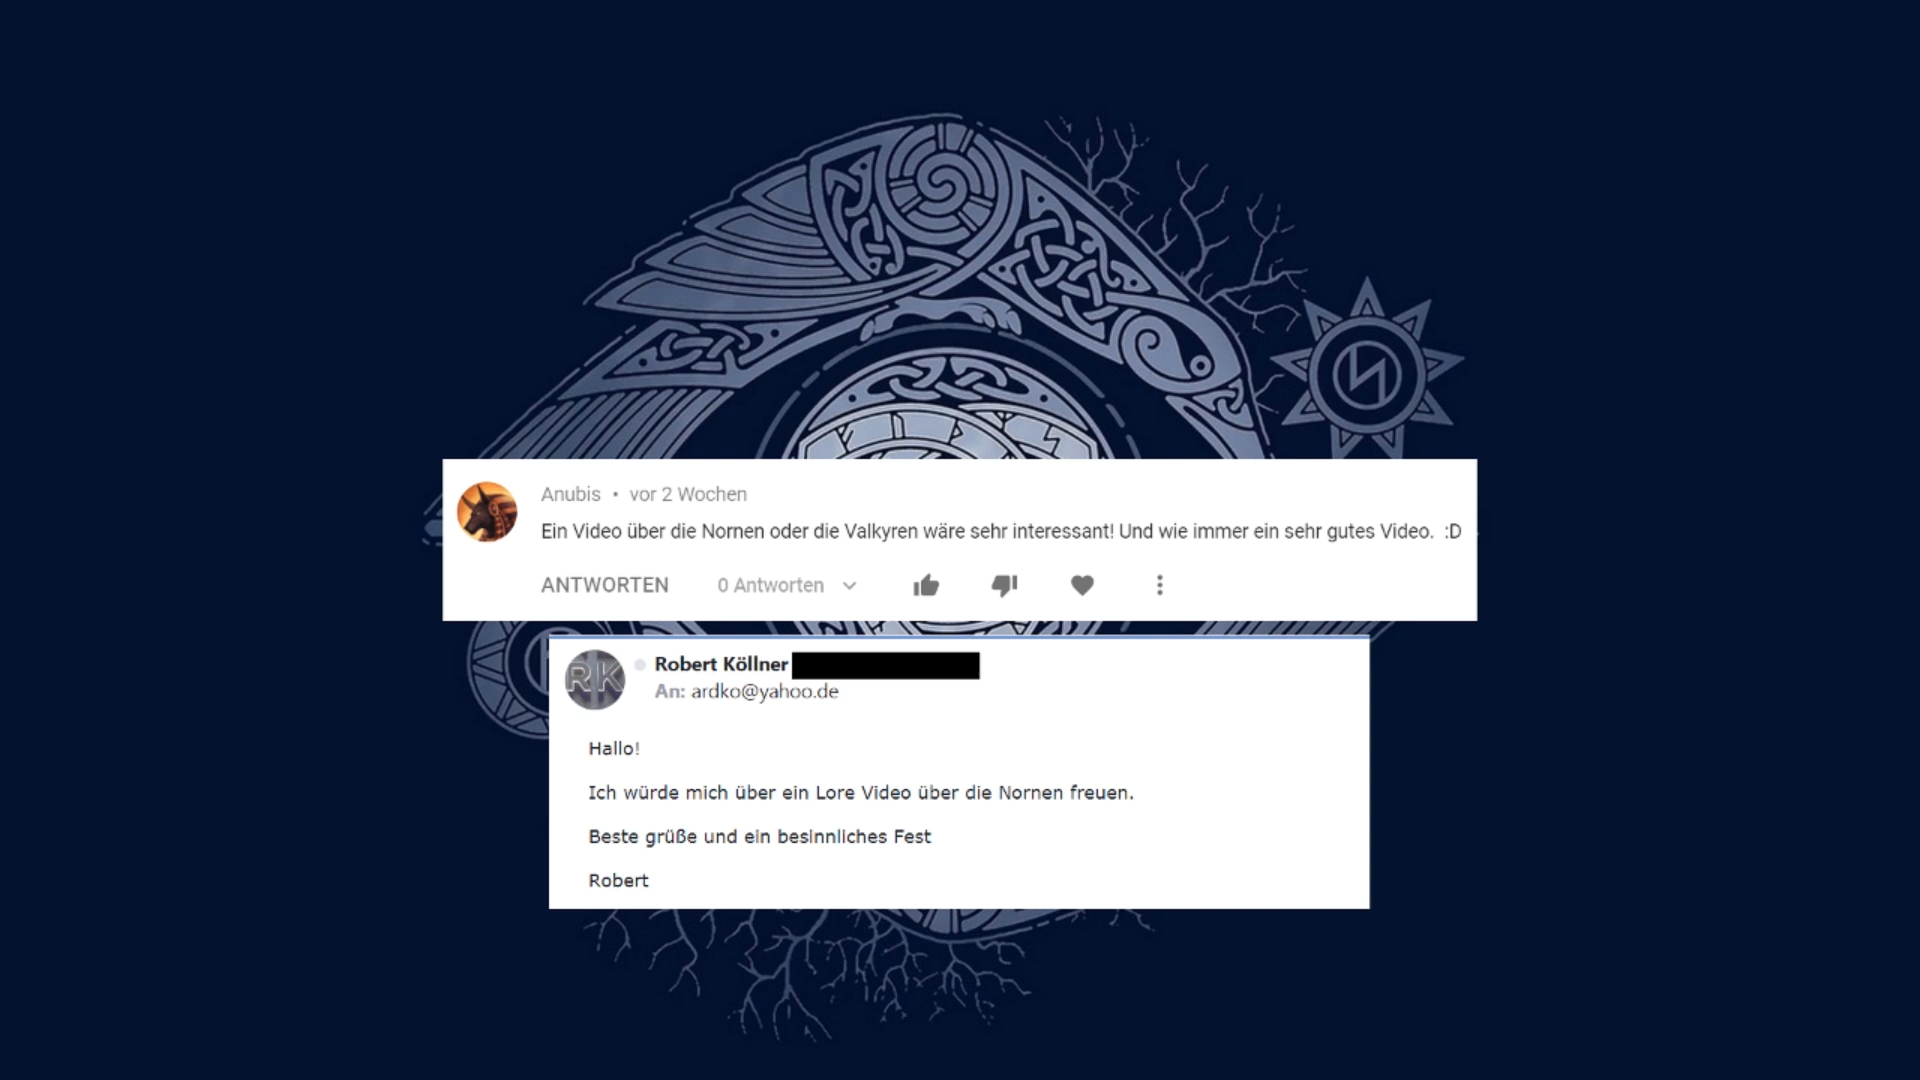 Anubis • vor 2 Wochen
Ein Video über die Nornen oder die Valkyren wäre sehr interessant! Und wie immer ein sehr gutes Video. :D
ANTWORTEN 0 Antworten
RK
Robert Köllner
An: ardko@yahoo.de
Hallo!
Ich würde mich über ein Lore Video über die Nornen freuen.
Beste grüße und ein besinnliches Fest
Robert